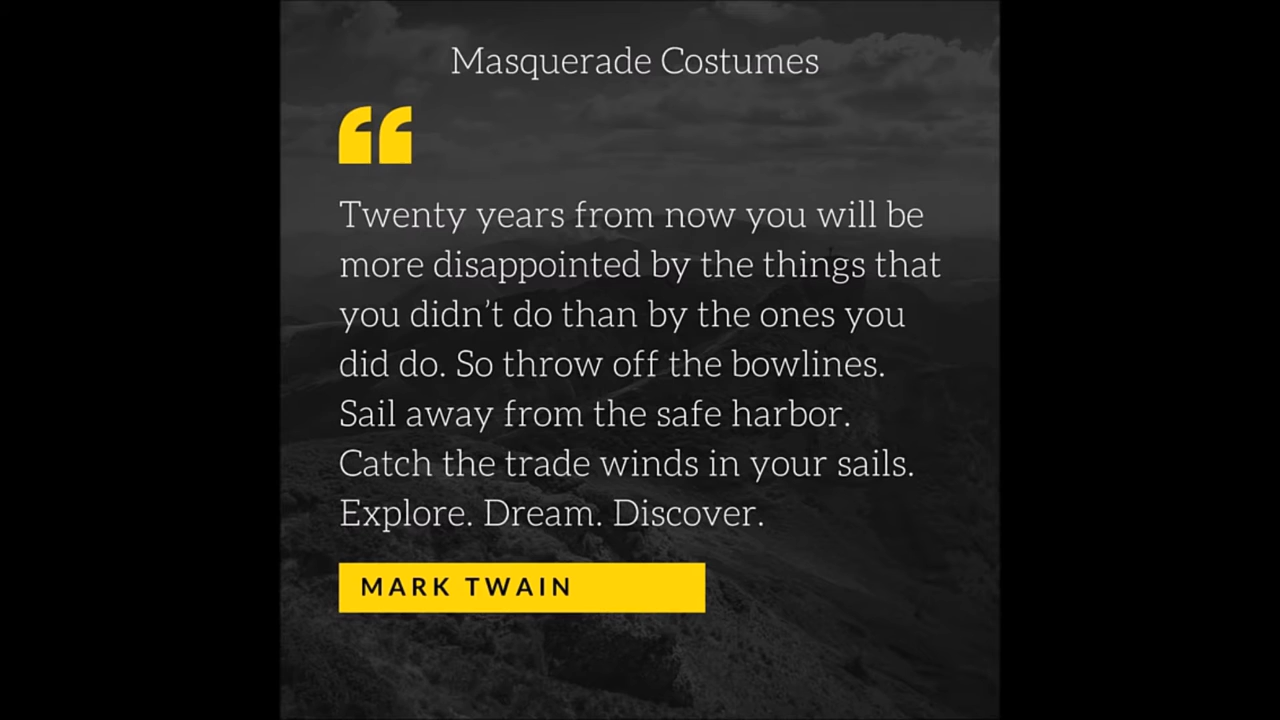 Masquerade Costumes
“
Twenty years from now you will be
more disappointed by the things that
you didn’t do than by the ones you
did do. So throw off the bowlines.
Sail away from the safe harbor.
Catch the trade winds in your sails.
Explore. Dream. Discover.
MARK TWAIN